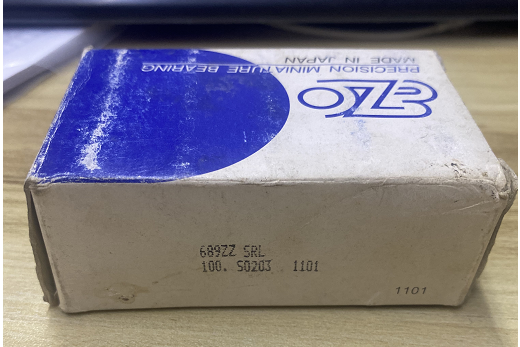 EZO
PRECISION MINIATURE BEARING
MADE IN JAPAN
689ZZ SRL
100. S0203 1101
1101